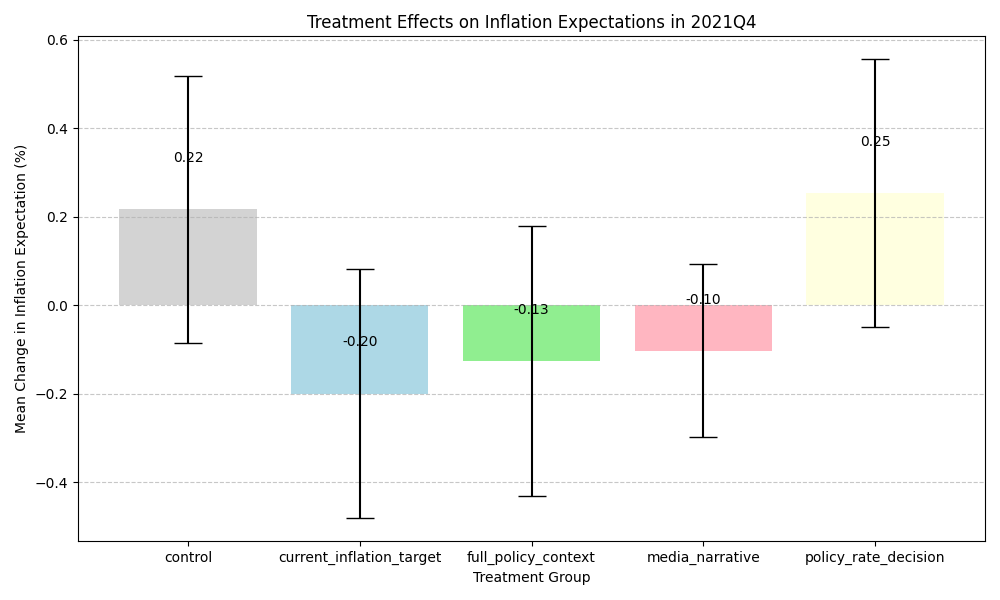 Treatment Effects on Inflation Expectations in 2021Q4
Mean Change in Inflation Expectation (%)
0.6
0.4
0.2
0.0
−0.2
−0.4
0.22
-0.20
-0.13
-0.10
0.25
control
current_inflation_target
full_policy_context
media_narrative
policy_rate_decision
Treatment Group